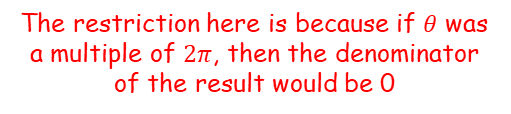 The restriction here is because if θ was
a multiple of 2π, then the denominator
of the result would be 0